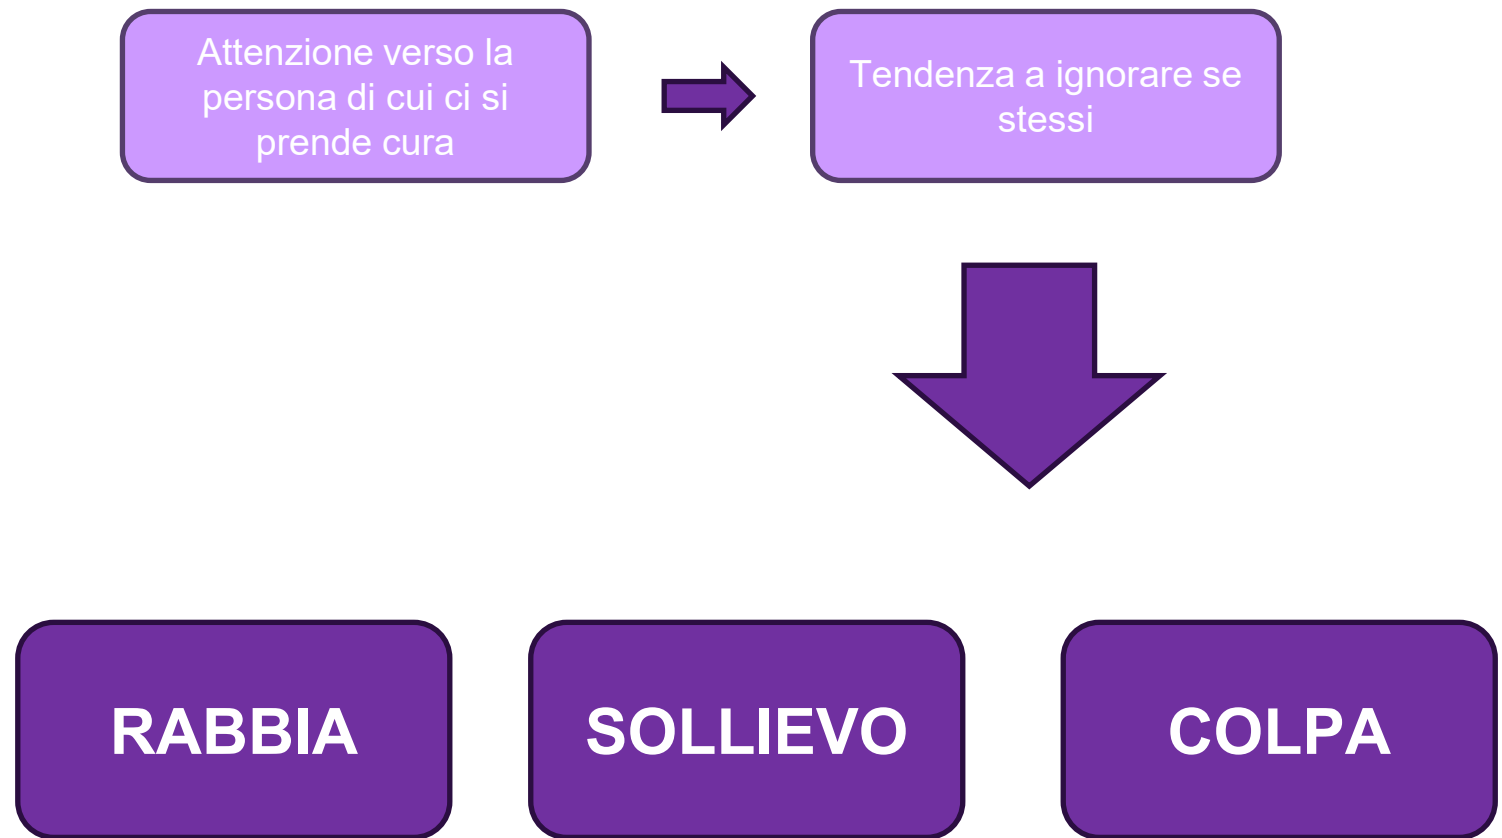 Attenzione verso la
persona di cui ci si
prende cura
Tendenza a ignorare se
stessi
RABBIA
SOLLIEVO
COLPA